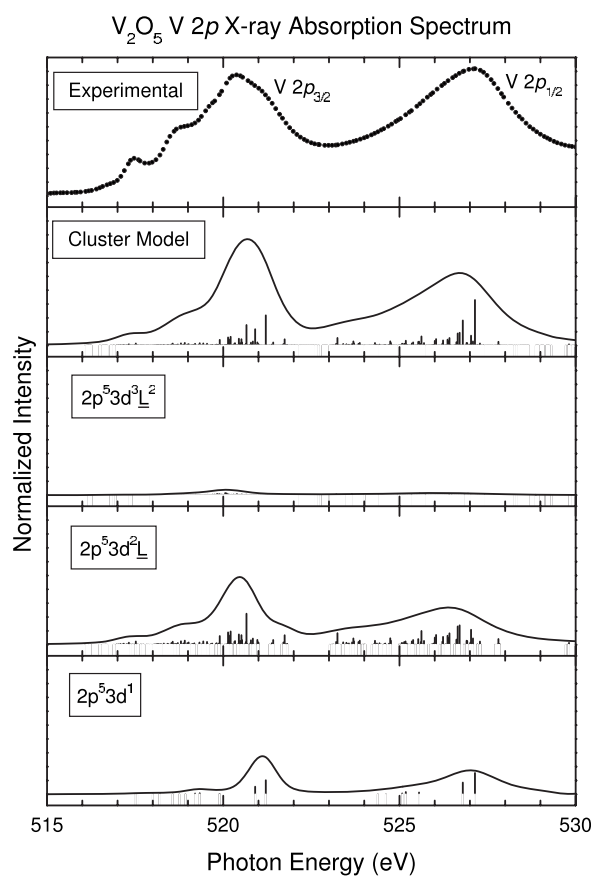 V₂O₅ V 2p X-ray Absorption Spectrum
Experimental
V 2p₃/₂
V 2p₁/₂
Cluster Model
2p⁵3d³L²
2p⁵3d²L
2p⁵3d¹
Normalized Intensity
515 520 525 530
Photon Energy (eV)